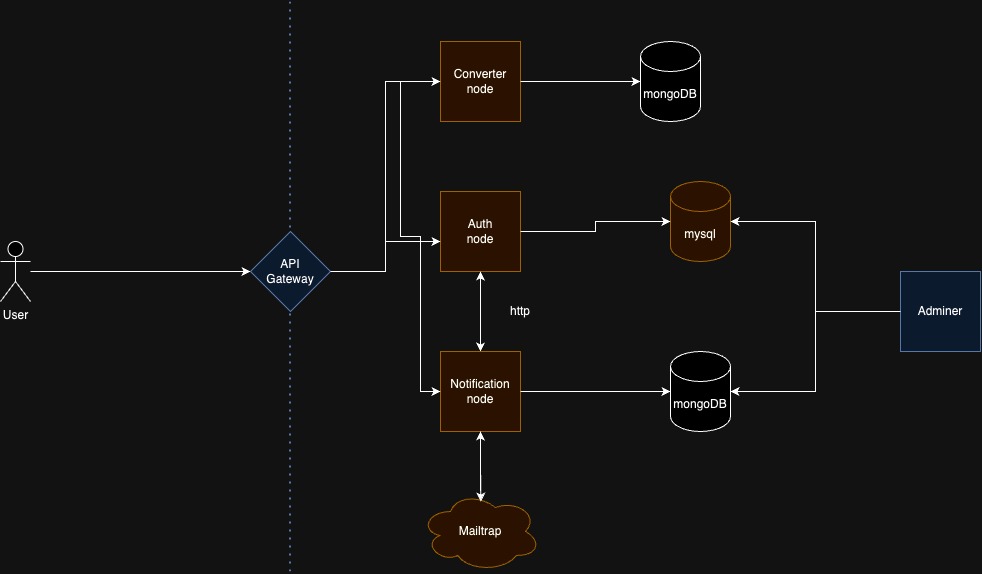 Converter
node
mongoDB
Auth
node
mysql
API
Gateway
User
http
Adminer
Notification
node
mongoDB
Mailtrap